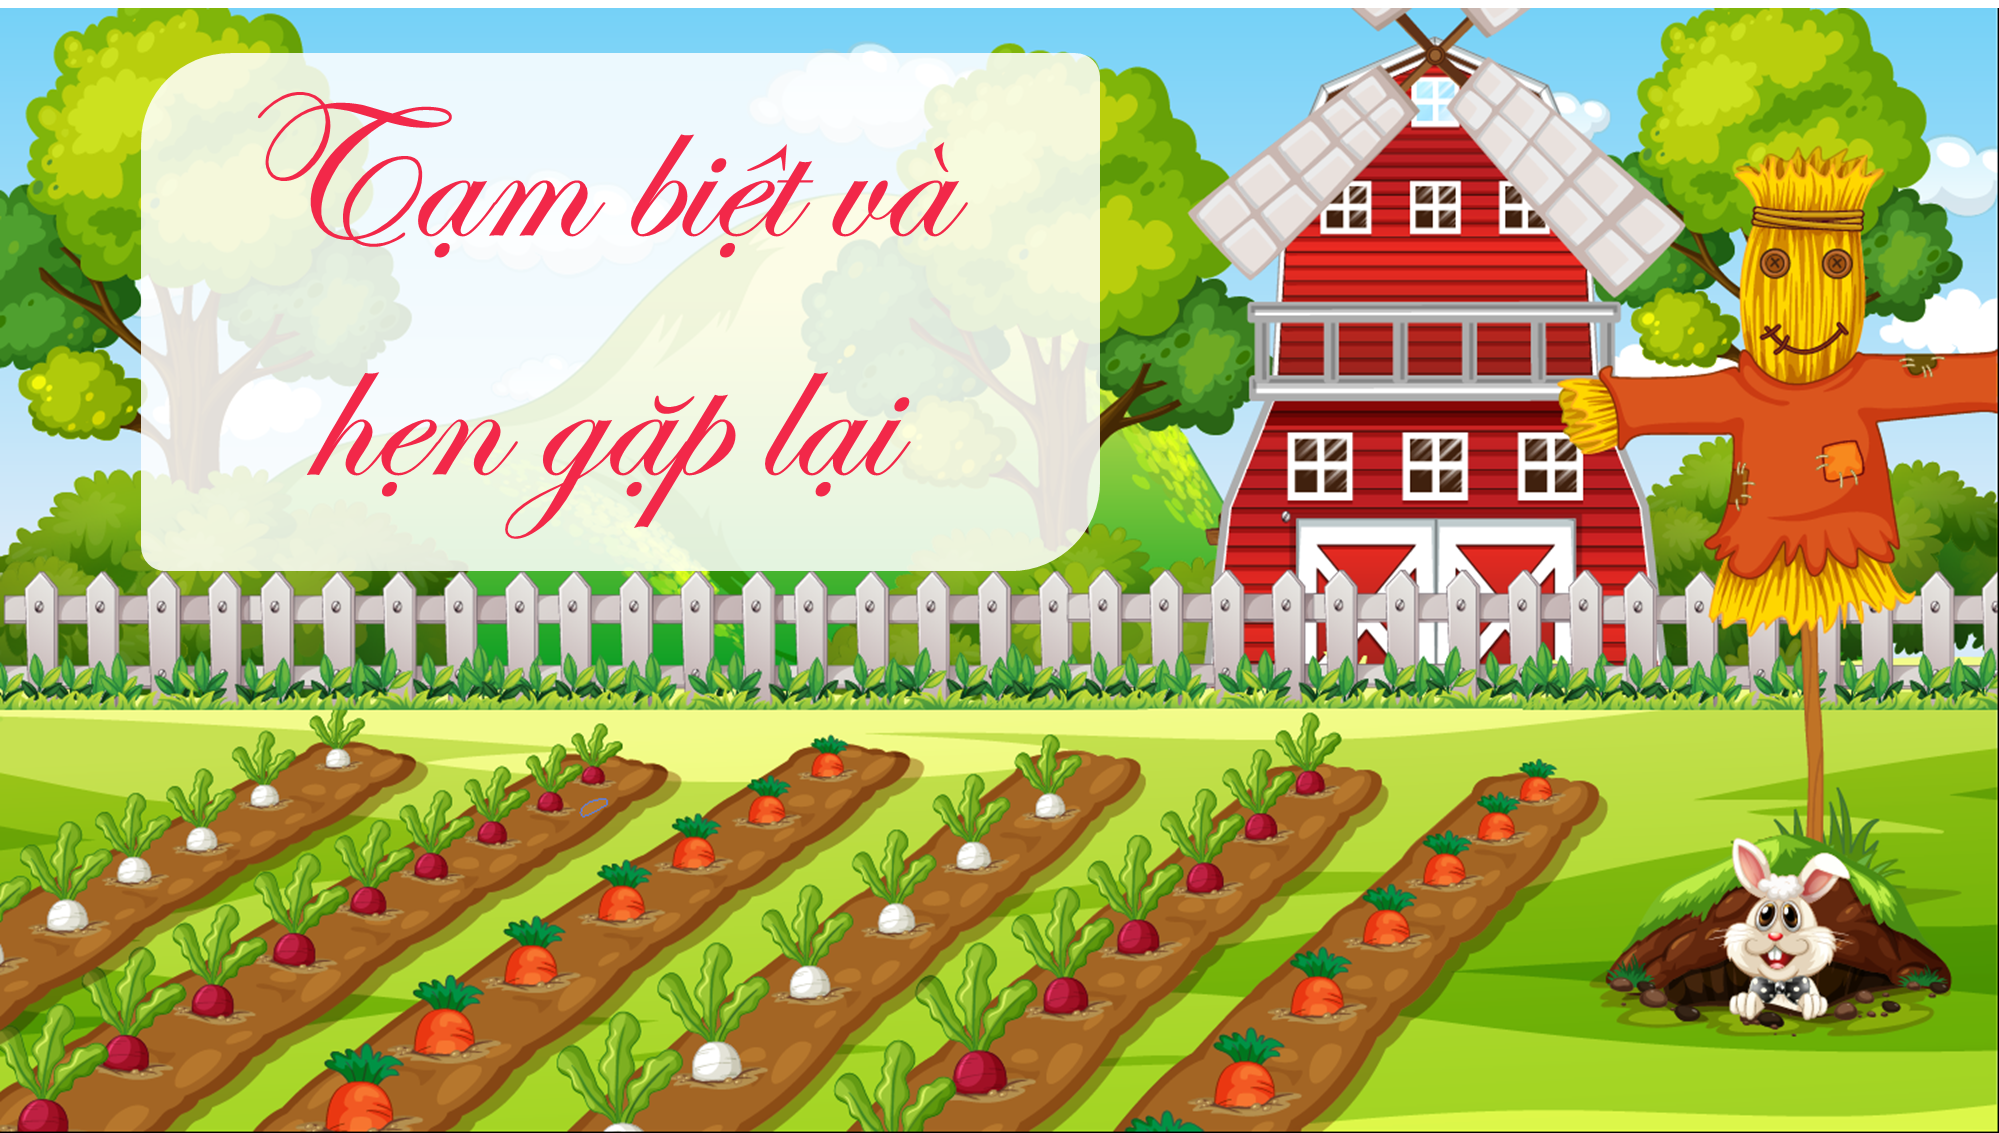 Tạm biệt và
hẹn gặp lại